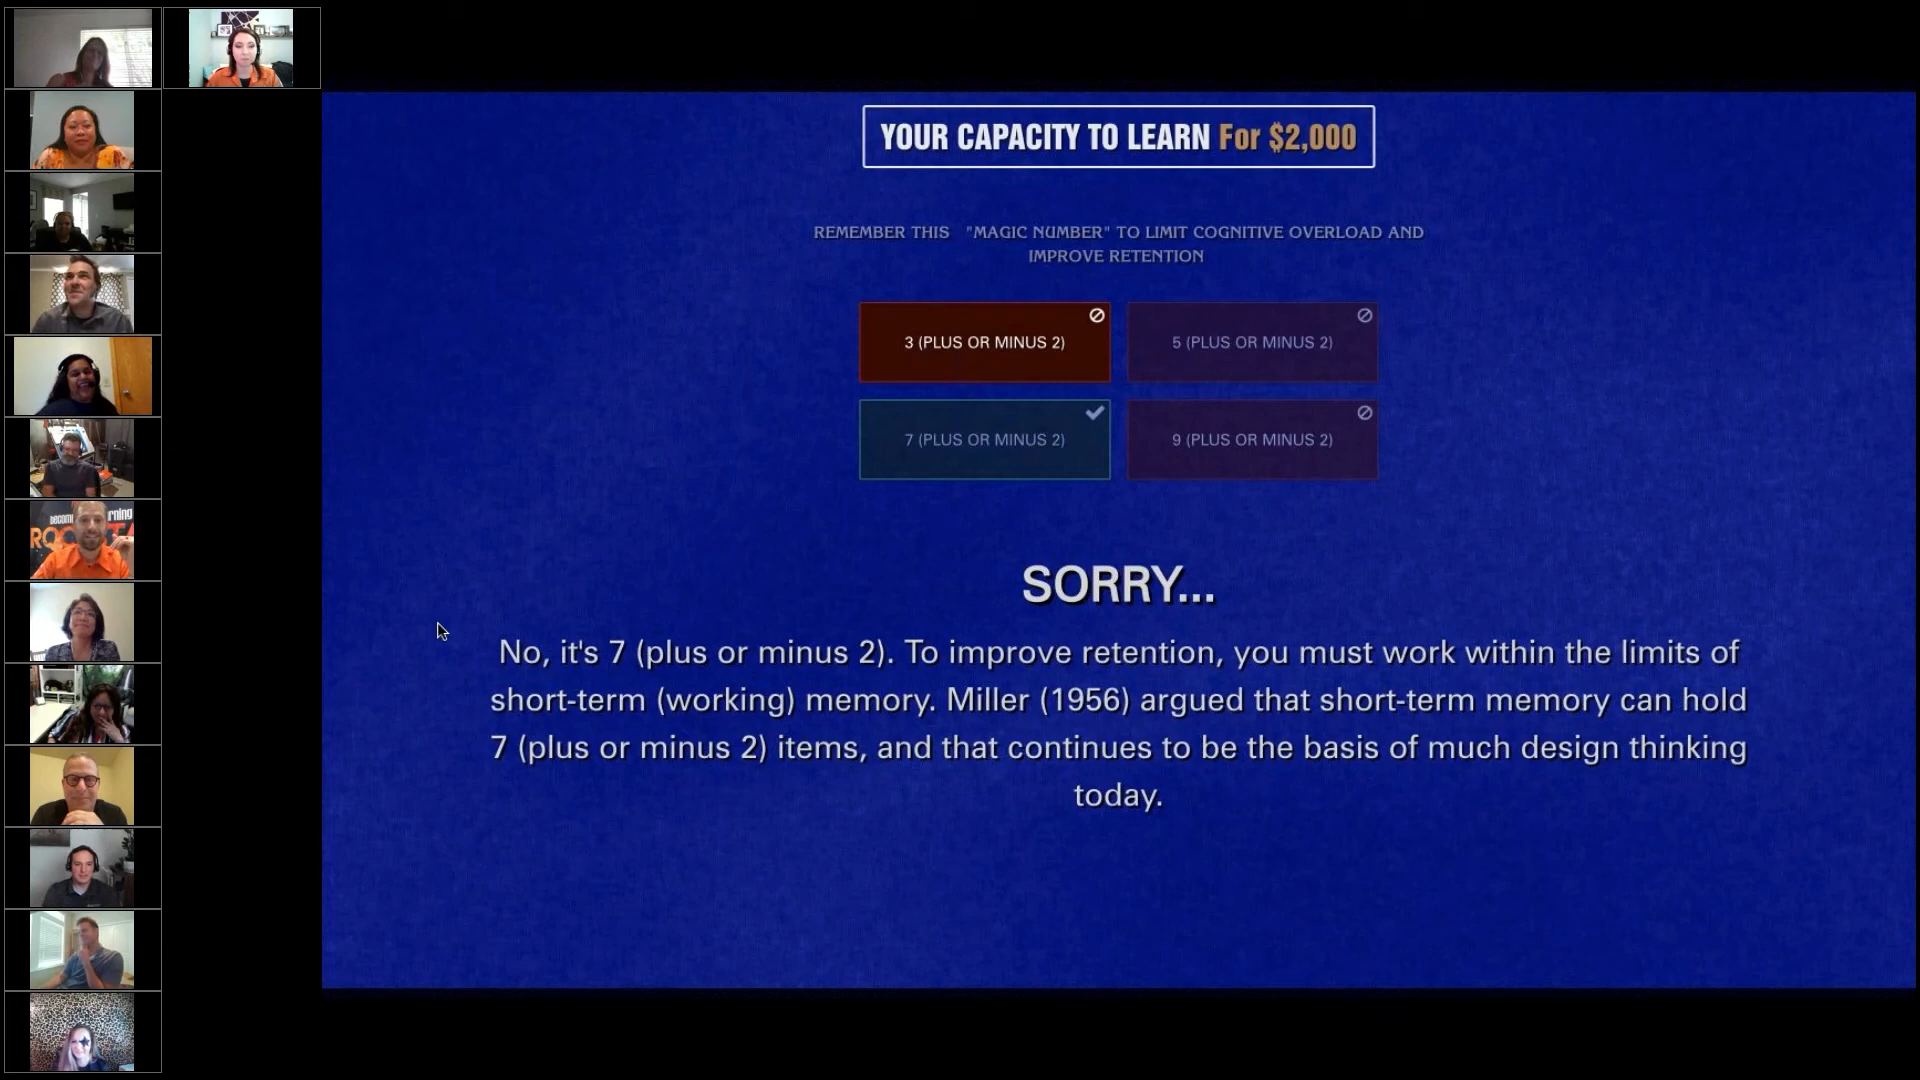 YOUR CAPACITY TO LEARN For $2,000
REMEMBER THIS "MAGIC NUMBER" TO LIMIT COGNITIVE OVERLOAD AND
IMPROVE RETENTION
3 (PLUS OR MINUS 2)
5 (PLUS OR MINUS 2)
7 (PLUS OR MINUS 2)
9 (PLUS OR MINUS 2)
SORRY...
No, it's 7 (plus or minus 2). To improve retention, you must work within the limits of
short-term (working) memory. Miller (1956) argued that short-term memory can hold
7 (plus or minus 2) items, and that continues to be the basis of much design thinking
today.